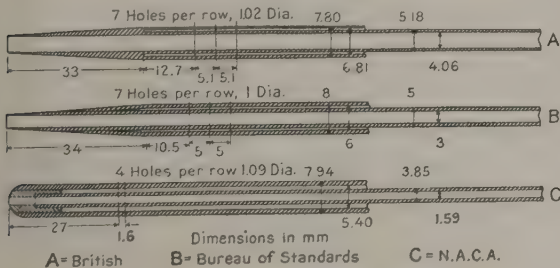 7 Holes per row, 1.02 Dia. 7.80 5.18
A
33 12.7 5.1 5.1 6.81 4.06
7 Holes per row, 1 Dia. 8 5
B
34 10.5 5 5 6 3
4 Holes per row 1.09 Dia. 7.94 3.85
C
27 1.6 5.40 1.59
Dimensions in mm
A = British B = Bureau of Standards C = N.A.C.A.